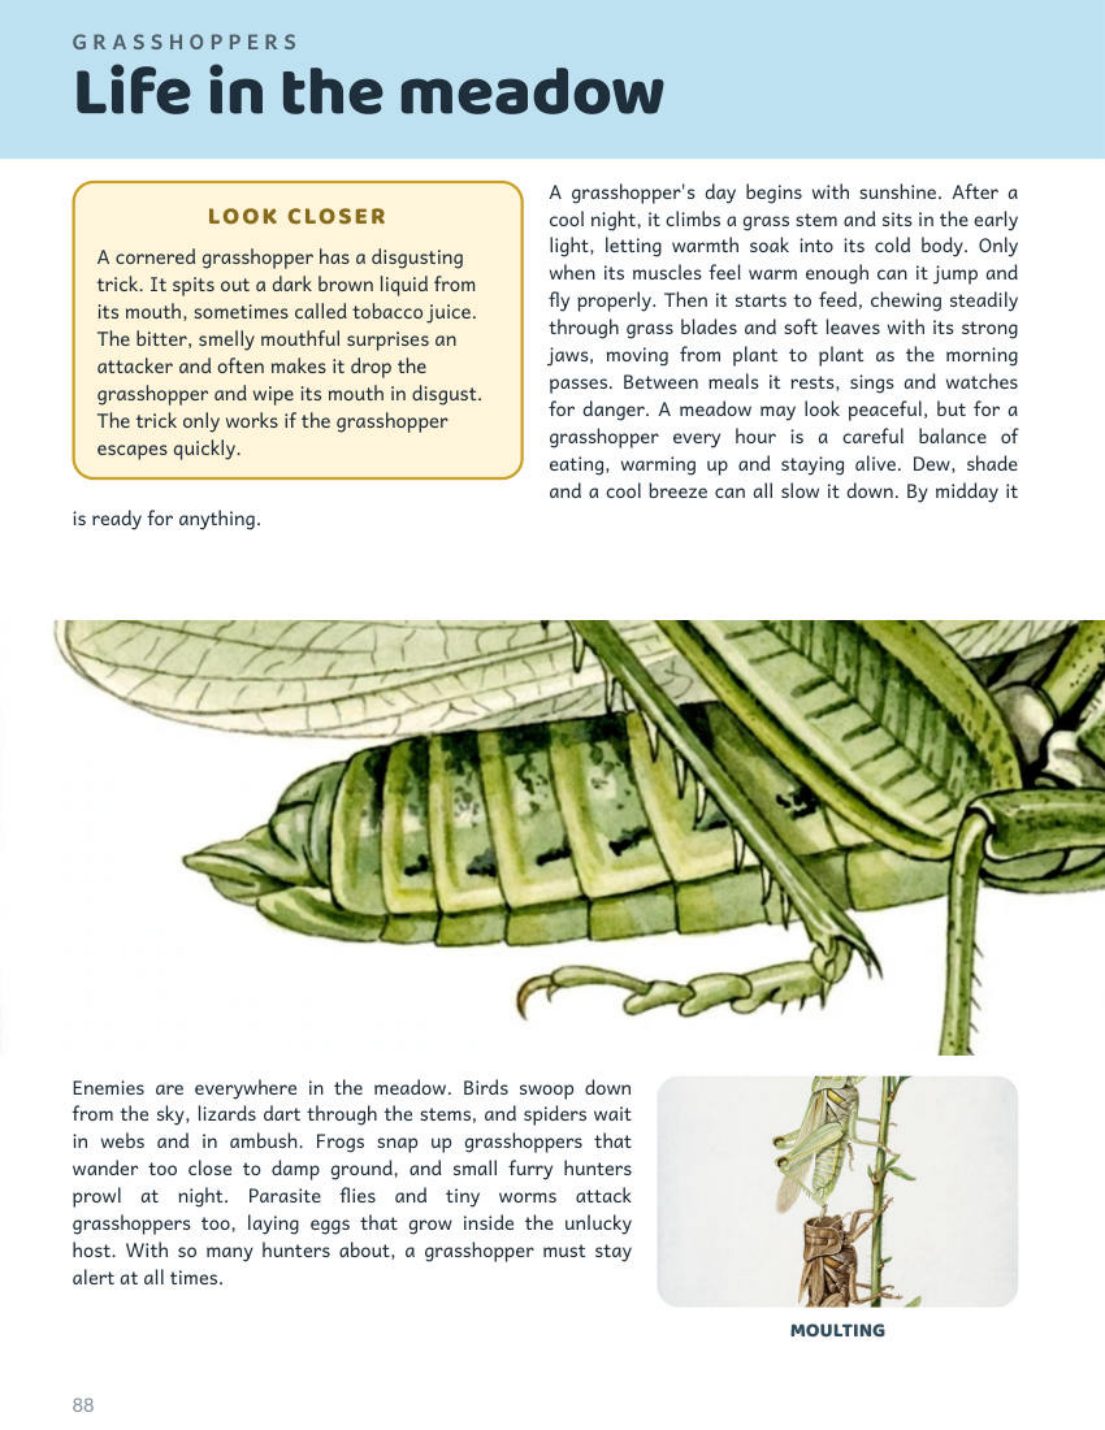 GRASSHOPPERS
Life in the meadow
LOOK CLOSER
A cornered grasshopper has a disgusting
trick. It spits out a dark brown liquid from
its mouth, sometimes called tobacco juice.
The bitter, smelly mouthful surprises an
attacker and often makes it drop the
grasshopper and wipe its mouth in disgust.
The trick only works if the grasshopper
escapes quickly.
A grasshopper's day begins with sunshine. After a
cool night, it climbs a grass stem and sits in the early
light, letting warmth soak into its cold body. Only
when its muscles feel warm enough can it jump and
fly properly. Then it starts to feed, chewing steadily
through grass blades and soft leaves with its strong
jaws, moving from plant to plant as the morning
passes. Between meals it rests, sings and watches
for danger. A meadow may look peaceful, but for a
grasshopper every hour is a careful balance of
eating, warming up and staying alive. Dew, shade
and a cool breeze can all slow it down. By midday it
is ready for anything.
Enemies are everywhere in the meadow. Birds swoop down
from the sky, lizards dart through the stems, and spiders wait
in webs and in ambush. Frogs snap up grasshoppers that
wander too close to damp ground, and small furry hunters
prowl at night. Parasite flies and tiny worms attack
grasshoppers too, laying eggs that grow inside the unlucky
host. With so many hunters about, a grasshopper must stay
alert at all times.
MOULTING
88